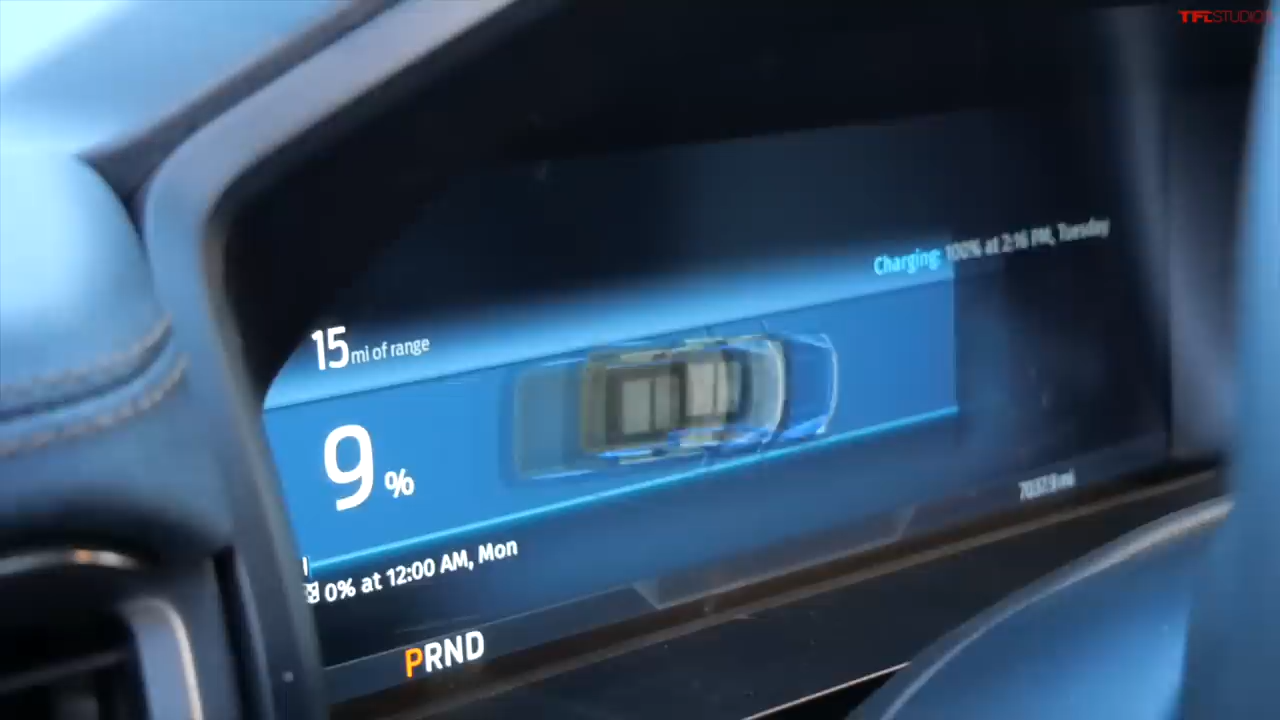 TFLSTUDIOS
Charging: 100% at 2:16 PM, Tuesday
15 mi of range
9 %
0% at 12:00 AM, Mon
PRND